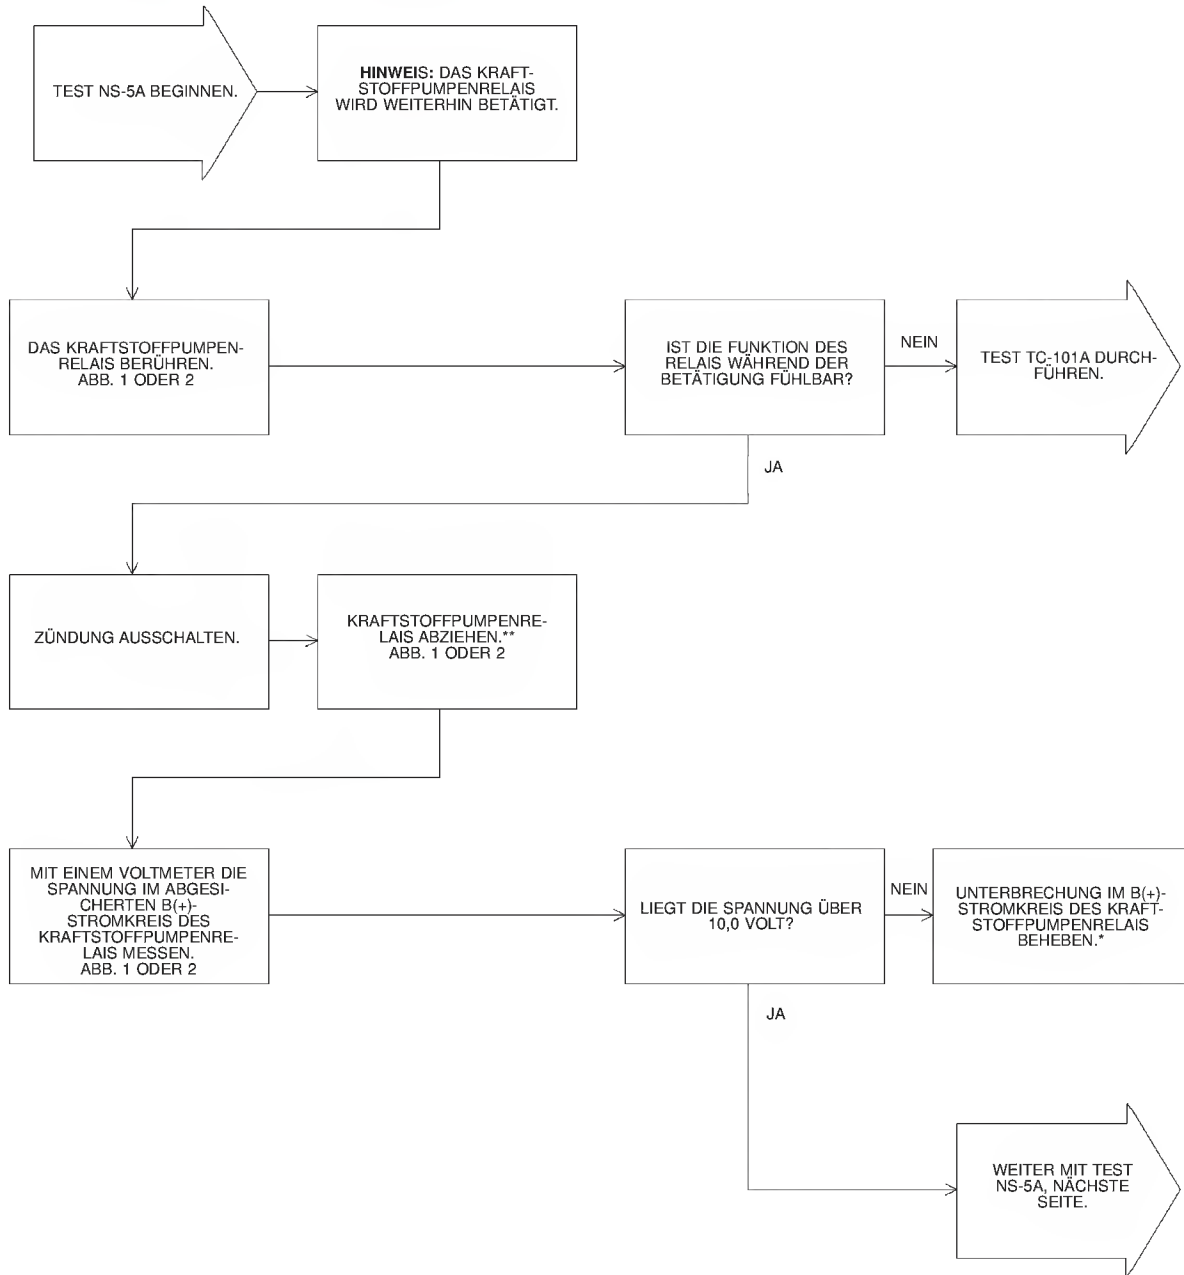 TEST NS-5A BEGINNEN.
HINWEIS: DAS KRAFT-
STOFFPUMPENRELAIS
WIRD WEITERHIN BETÄTIGT.
DAS KRAFTSTOFFPUMPEN-
RELAIS BERÜHREN.
ABB. 1 ODER 2
IST DIE FUNKTION DES
RELAIS WÄHREND DER
BETÄTIGUNG FÜHLBAR?
NEIN
TEST TC-101A DURCH-
FÜHREN.
JA
ZÜNDUNG AUSSCHALTEN.
KRAFTSTOFFPUMPENRE-
LAIS ABZIEHEN.**
ABB. 1 ODER 2
MIT EINEM VOLTMETER DIE
SPANNUNG IM ABGESI-
CHERTEN B(+)-
STROMKREIS DES
KRAFTSTOFFPUMPENRE-
LAIS MESSEN.
ABB. 1 ODER 2
LIEGT DIE SPANNUNG ÜBER
10,0 VOLT?
NEIN
UNTERBRECHUNG IM B(+)-
STROMKREIS DES KRAFT-
STOFFPUMPENRELAIS
BEHEBEN.*
JA
WEITER MIT TEST
NS-5A, NÄCHSTE
SEITE.